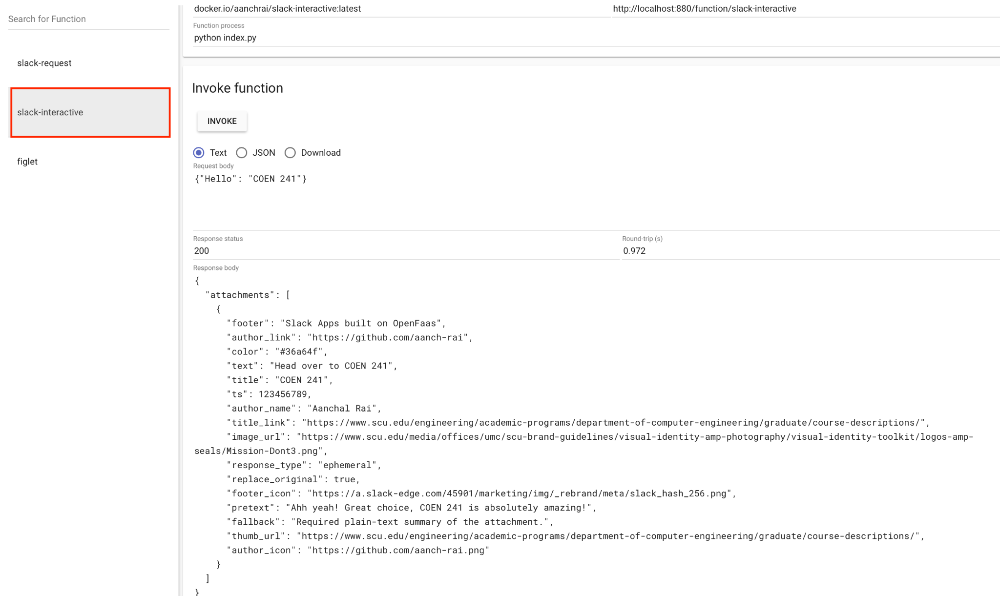 Search for Function
slack-request
slack-interactive
figlet
docker.io/aanchrai/slack-interactive:latest
http://localhost:880/function/slack-interactive
Function process
python index.py
Invoke function
INVOKE
Text
JSON
Download
Request body
{"Hello": "COEN 241"}
Response status
200
Round-trip (s)
0.972
Response body
{
  "attachments": [
    {
      "footer": "Slack Apps built on OpenFaas",
      "author_link": "https://github.com/aanch-rai",
      "color": "#36a64f",
      "text": "Head over to COEN 241",
      "title": "COEN 241",
      "ts": 123456789,
      "author_name": "Aanchal Rai",
      "title_link": "https://www.scu.edu/engineering/academic-programs/department-of-computer-engineering/graduate/course-descriptions/",
      "image_url": "https://www.scu.edu/media/offices/umc/scu-brand-guidelines/visual-identity-amp-photography/visual-identity-toolkit/logos-amp-
seals/Mission-Dont3.png",
      "response_type": "ephemeral",
      "replace_original": true,
      "footer_icon": "https://a.slack-edge.com/45901/marketing/img/_rebrand/meta/slack_hash_256.png",
      "pretext": "Ahh yeah! Great choice, COEN 241 is absolutely amazing!",
      "fallback": "Required plain-text summary of the attachment.",
      "thumb_url": "https://www.scu.edu/engineering/academic-programs/department-of-computer-engineering/graduate/course-descriptions/",
      "author_icon": "https://github.com/aanch-rai.png"
    }
  ]
}